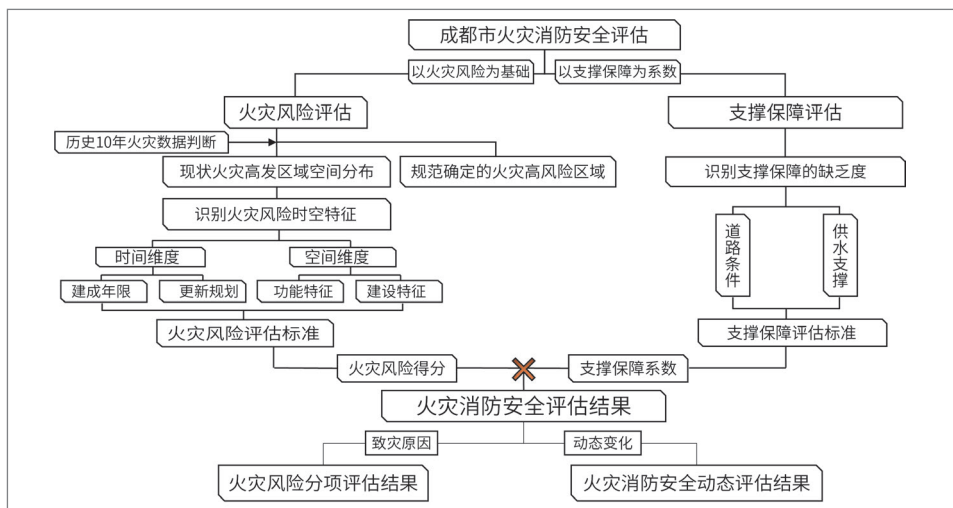 成都市火灾消防安全评估
以火灾风险为基础
以支撑保障为系数
火灾风险评估
支撑保障评估
历史10年火灾数据判断
现状火灾高发区域空间分布
规范确定的火灾高风险区域
识别支撑保障的缺乏度
识别火灾风险时空特征
道路条件
供水支撑
时间维度
空间维度
建成年限
更新规划
功能特征
建设特征
火灾风险评估标准
支撑保障评估标准
火灾风险得分
支撑保障系数
火灾消防安全评估结果
致灾原因
动态变化
火灾风险分项评估结果
火灾消防安全动态评估结果